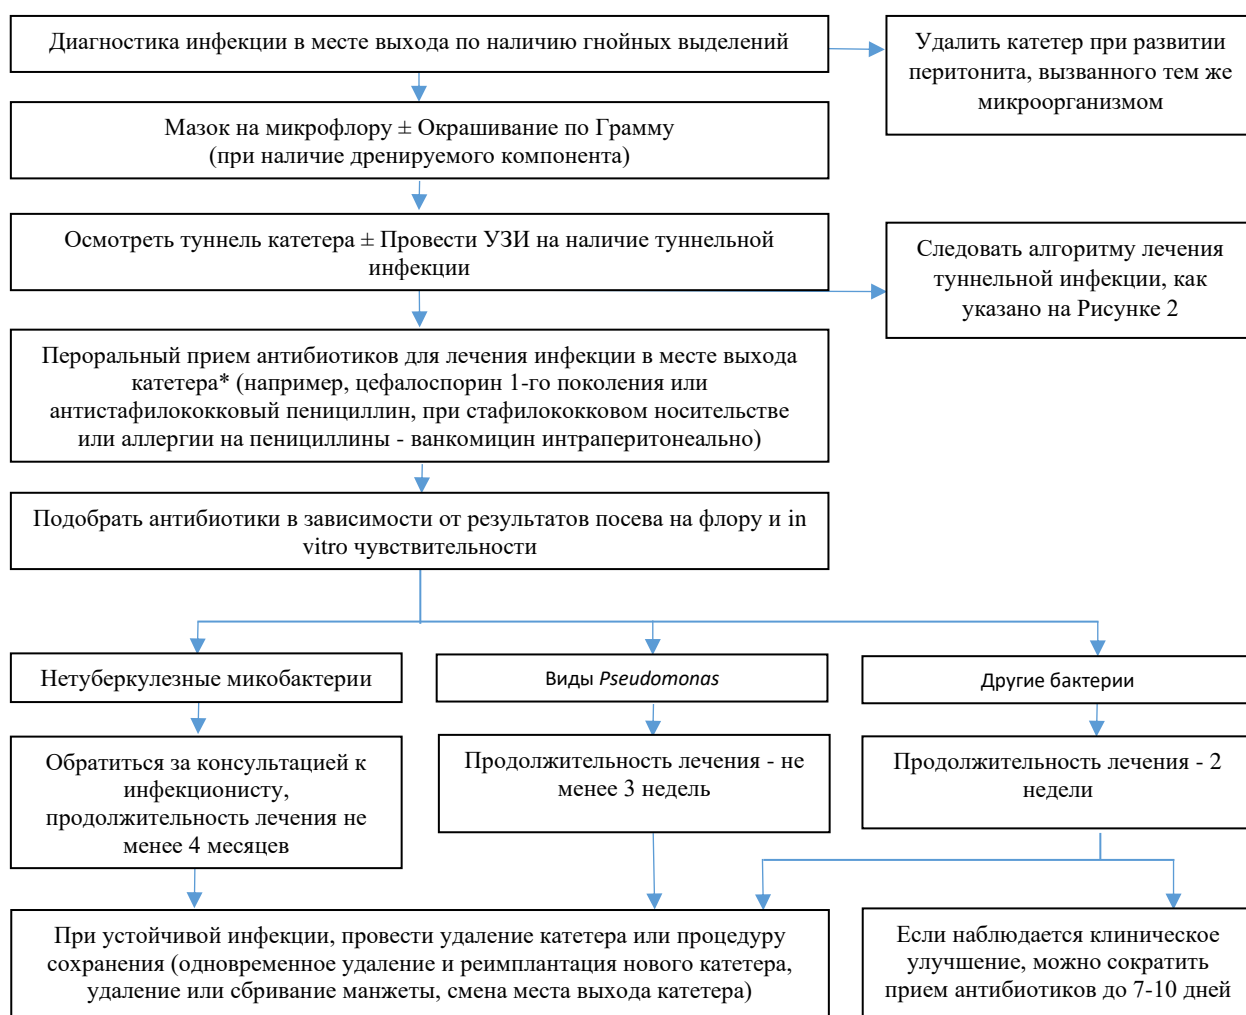 Диагностика инфекции в месте выхода по наличию гнойных выделений
Удалить катетер при развитии
перитонита, вызванного тем же
микроорганизмом
Мазок на микрофлору ± Окрашивание по Грамму
(при наличие дренируемого компонента)
Осмотреть туннель катетера ± Провести УЗИ на наличие туннельной
инфекции
Следовать алгоритму лечения
туннельной инфекции, как
указано на Рисунке 2
Пероральный прием антибиотиков для лечения инфекции в месте выхода
катетера* (например, цефалоспорин 1-го поколения или
антистафилококковый пенициллин, при стафилококковом носительстве
или аллергии на пенициллины - ванкомицин интраперитонеально)
Подобрать антибиотики в зависимости от результатов посева на флору и in
vitro чувствительности
Нетуберкулезные микобактерии
Виды Pseudomonas
Другие бактерии
Обратиться за консультацией к
инфекционисту,
продолжительность лечения не
менее 4 месяцев
Продолжительность лечения - не
менее 3 недель
Продолжительность лечения - 2
недели
При устойчивой инфекции, провести удаление катетера или процедуру
сохранения (одновременное удаление и реимплантация нового катетера,
удаление или сбривание манжеты, смена места выхода катетера)
Если наблюдается клиническое
улучшение, можно сократить
прием антибиотиков до 7-10 дней